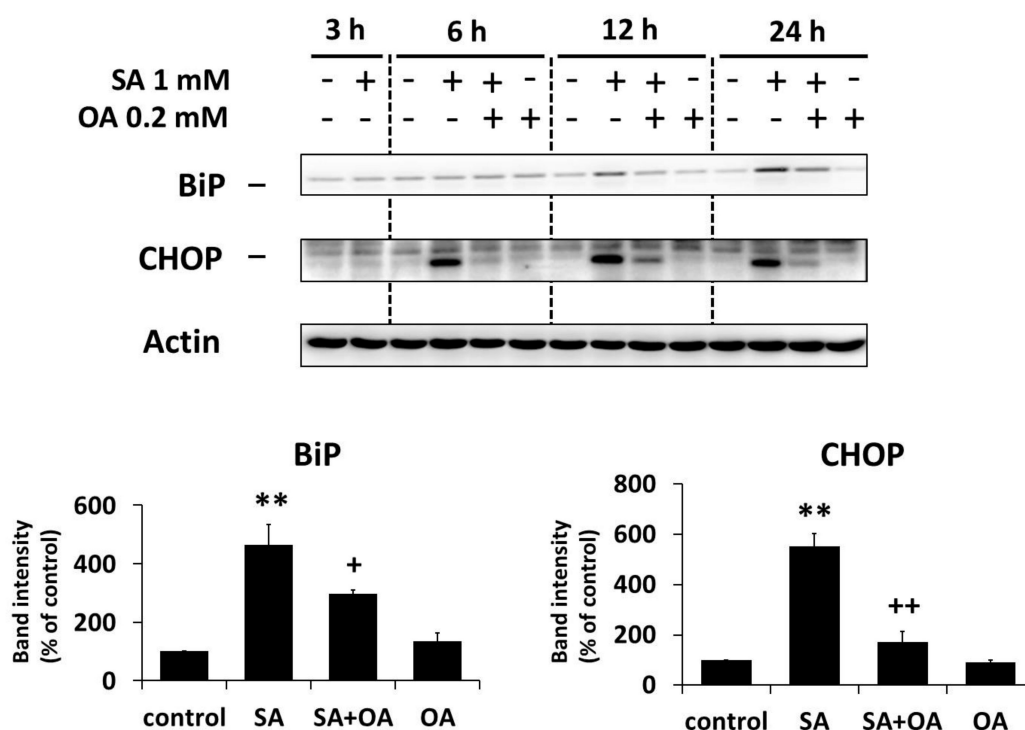 3 h 6 h 12 h 24 h
SA 1 mM - + - + + - - + + - - + + -
OA 0.2 mM - - - - + + - - + + - - + +
BiP –
CHOP –
Actin
BiP
Band intensity
(% of control)
600
400
200
0
**
+
control SA SA+OA OA
CHOP
Band intensity
(% of control)
800
600
400
200
0
**
++
control SA SA+OA OA